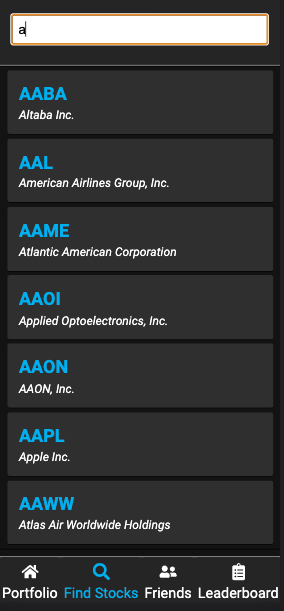 a
AABA
Altaba Inc.
AAL
American Airlines Group, Inc.
AAME
Atlantic American Corporation
AAOI
Applied Optoelectronics, Inc.
AAON
AAON, Inc.
AAPL
Apple Inc.
AAWW
Atlas Air Worldwide Holdings
Portfolio Find Stocks Friends Leaderboard